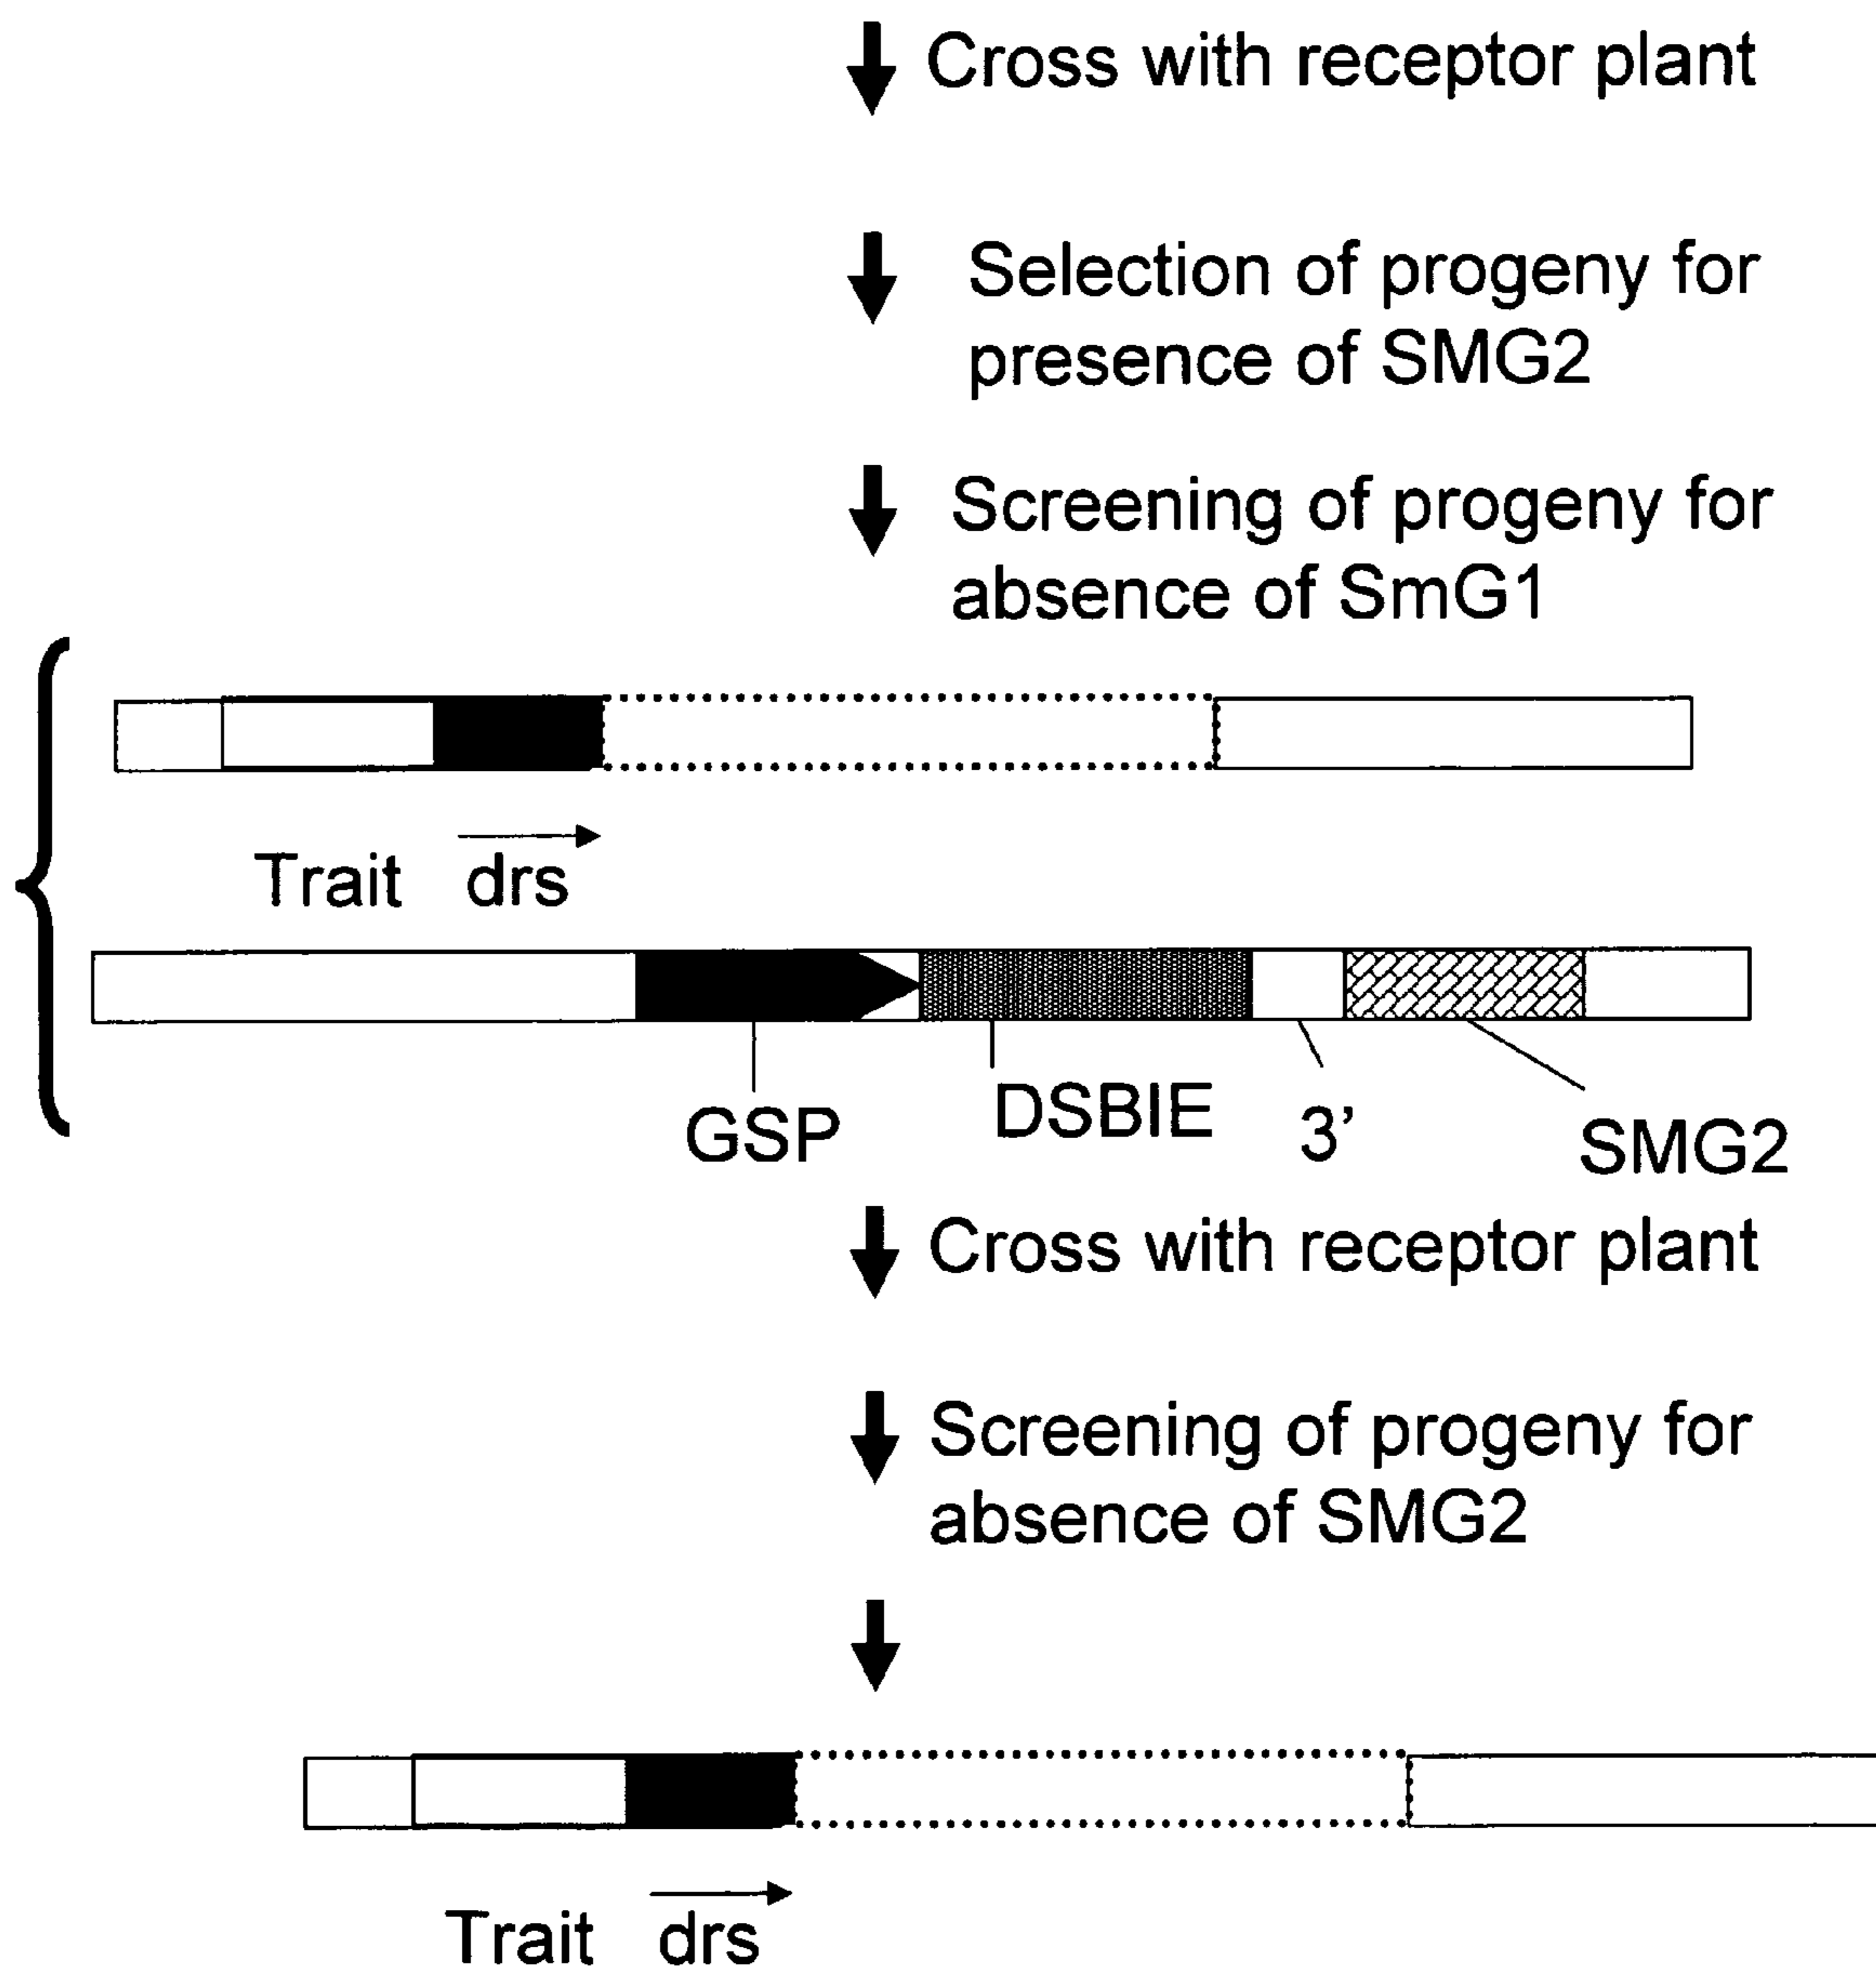 Cross with receptor plant
Selection of progeny for
presence of SMG2
Screening of progeny for
absence of SmG1
Trait drs
GSP DSBIE 3’ SMG2
Cross with receptor plant
Screening of progeny for
absence of SMG2
Trait drs